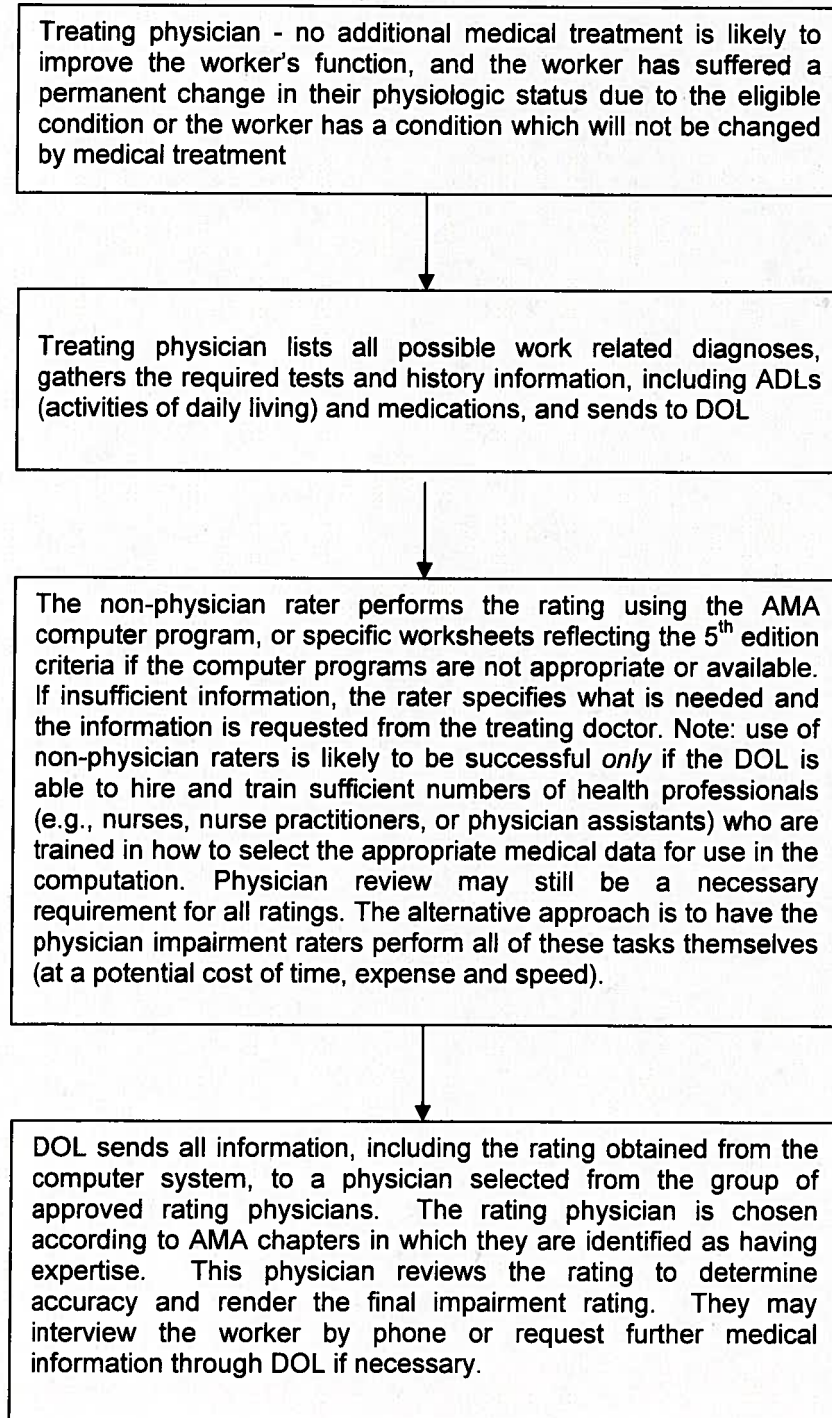 Treating physician - no additional medical treatment is likely to
improve the worker's function, and the worker has suffered a
permanent change in their physiologic status due to the eligible
condition or the worker has a condition which will not be changed
by medical treatment
Treating physician lists all possible work related diagnoses,
gathers the required tests and history information, including ADLs
(activities of daily living) and medications, and sends to DOL
The non-physician rater performs the rating using the AMA
computer program, or specific worksheets reflecting the 5th edition
criteria if the computer programs are not appropriate or available.
If insufficient information, the rater specifies what is needed and
the information is requested from the treating doctor. Note: use of
non-physician raters is likely to be successful only if the DOL is
able to hire and train sufficient numbers of health professionals
(e.g., nurses, nurse practitioners, or physician assistants) who are
trained in how to select the appropriate medical data for use in the
computation. Physician review may still be a necessary
requirement for all ratings. The alternative approach is to have the
physician impairment raters perform all of these tasks themselves
(at a potential cost of time, expense and speed).
DOL sends all information, including the rating obtained from the
computer system, to a physician selected from the group of
approved rating physicians. The rating physician is chosen
according to AMA chapters in which they are identified as having
expertise. This physician reviews the rating to determine
accuracy and render the final impairment rating. They may
interview the worker by phone or request further medical
information through DOL if necessary.